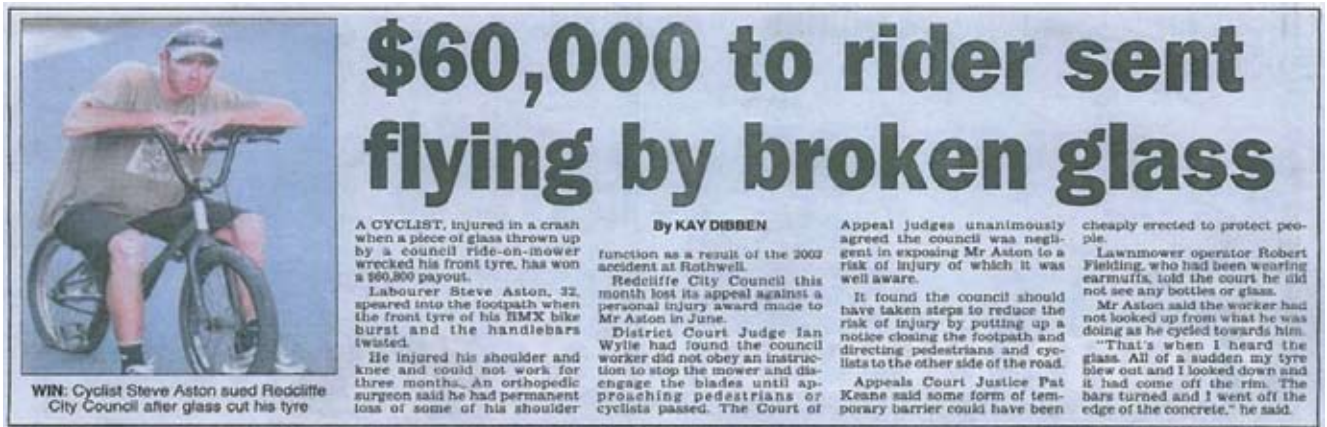 $60,000 to rider sent
flying by broken glass
WIN: Cyclist Steve Aston sued Redcliffe
City Council after glass cut his tyre
A CYCLIST, injured in a crash
when a piece of glass thrown up
by a council ride-on-mower
wrecked his front tyre, has won
a $60,800 payout.
Labourer Steve Aston, 32,
speared into the footpath when
the front tyre of his BMX bike
burst and the handlebars
twisted.
He injured his shoulder and
knee and could not work for
three months. An orthopedic
surgeon said he had permanent
loss of some of his shoulder
By KAY DIBBEN
function as a result of the 2002
accident at Rothwell.
Redcliffe City Council this
month lost its appeal against a
personal injury award made to
Mr Aston in June.
District Court Judge Ian
Wylie had found the council
worker did not obey an instruc-
tion to stop the mower and dis-
engage the blades until ap-
proaching pedestrians or
cyclists passed. The Court of
Appeal judges unanimously
agreed the council was negli-
gent in exposing Mr Aston to a
risk of injury of which it was
well aware.
It found the council should
have taken steps to reduce the
risk of injury by putting up a
notice closing the footpath and
directing pedestrians and cyc-
lists to the other side of the road.
Appeals Court Justice Pat
Keane said some form of tem-
porary barrier could have been
cheaply erected to protect peo-
ple.
Lawnmower operator Robert
Fielding, who had been wearing
earmuffs, told the court he did
not see any bottles or glass.
Mr Aston said the worker had
not looked up from what he was
doing as he cycled towards him.
"That's when I heard the
glass. All of a sudden my tyre
blew out and I looked down and
it had come off the rim. The
bars turned and I went off the
edge of the concrete," he said.